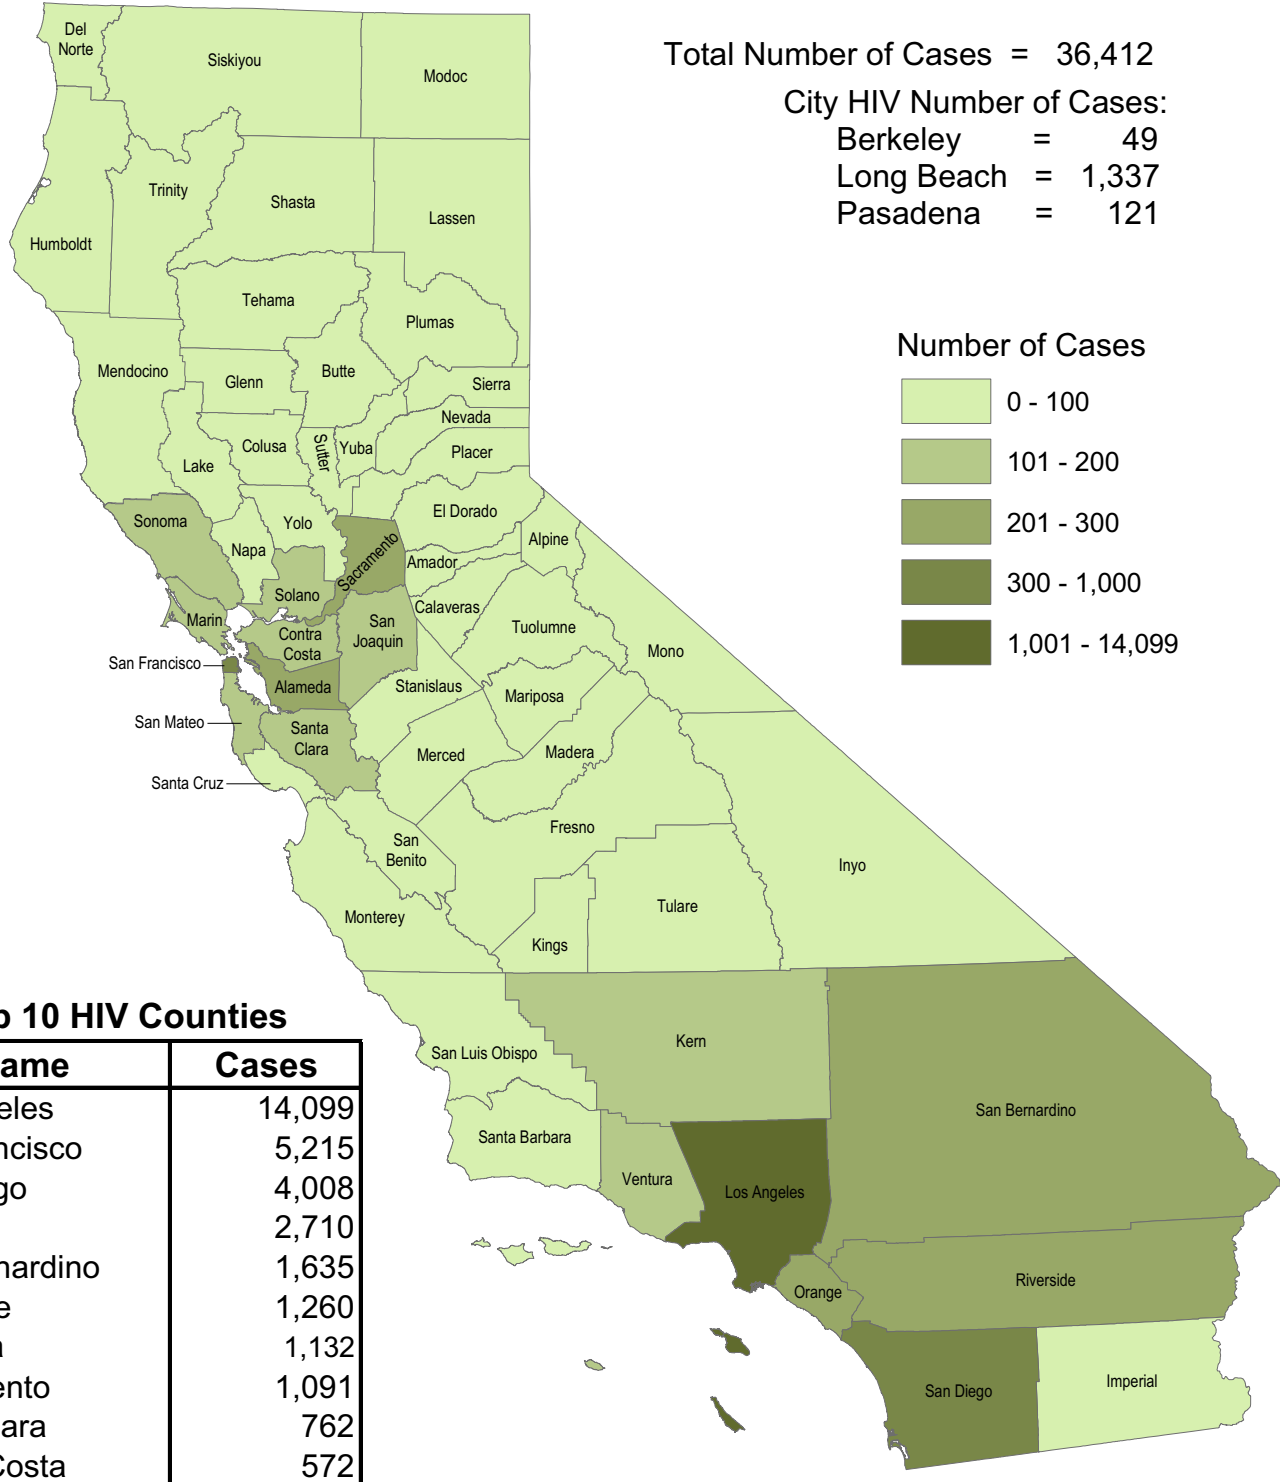 Total Number of Cases = 36,412
City HIV Number of Cases:
Berkeley = 49
Long Beach = 1,337
Pasadena = 121
Number of Cases
0 - 100
101 - 200
201 - 300
300 - 1,000
1,001 - 14,099
Del
Norte
Siskiyou
Modoc
Trinity
Shasta
Lassen
Humboldt
Tehama
Plumas
Mendocino
Glenn
Butte
Sierra
Nevada
Colusa
Sutter
Yuba
Placer
Lake
El Dorado
Sonoma
Yolo
Napa
Sacramento
Alpine
Amador
Solano
Calaveras
Marin
Contra
Costa
San
Joaquin
Tuolumne
Mono
San Francisco
Alameda
Stanislaus
Mariposa
San Mateo
Santa
Clara
Merced
Madera
Santa Cruz
Fresno
San
Benito
Inyo
Monterey
Tulare
Kings
San Luis Obispo
Kern
San Bernardino
Santa Barbara
Ventura
Los Angeles
Orange
Riverside
San Diego
Imperial
10 HIV Counties
ame Cases
eles 14,099
ncisco 5,215
go 4,008
2,710
nardino 1,635
e 1,260
a 1,132
ento 1,091
ara 762
Costa 572